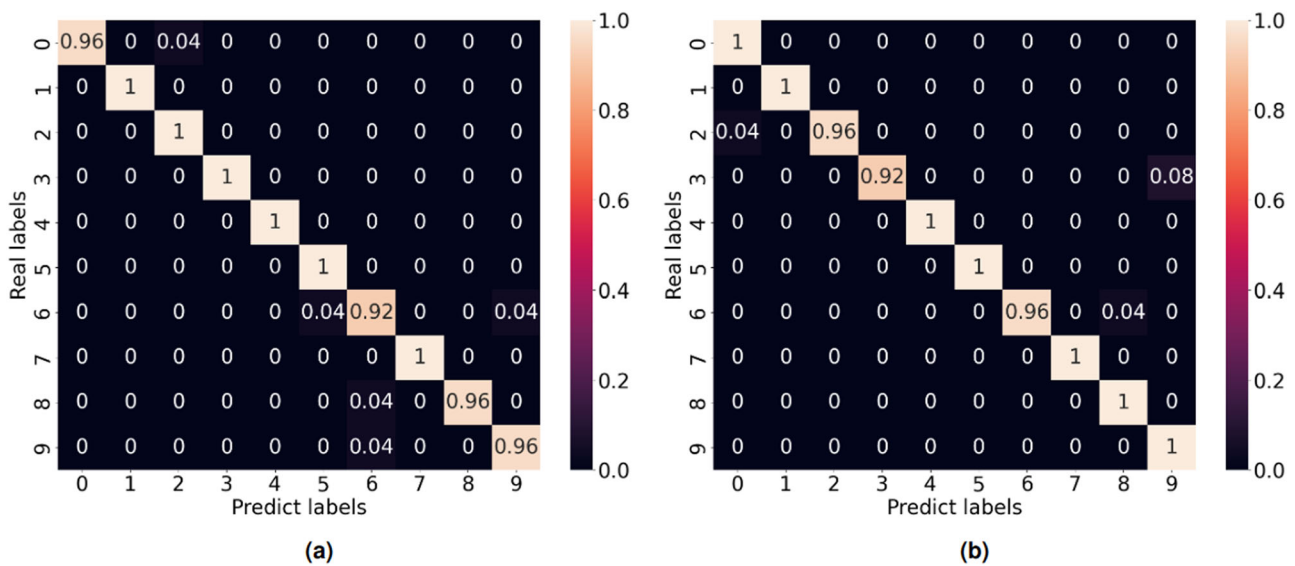 0 0.96 0 0.04 0 0 0 0 0 0 0
1 0 1 0 0 0 0 0 0 0 0
2 0 0 1 0 0 0 0 0 0 0
3 0 0 0 1 0 0 0 0 0 0
4 0 0 0 0 1 0 0 0 0 0
5 0 0 0 0 0 1 0 0 0 0
6 0 0 0 0 0 0.04 0.92 0 0 0.04
7 0 0 0 0 0 0 0 1 0 0
8 0 0 0 0 0 0 0.04 0 0.96 0
9 0 0 0 0 0 0 0.04 0 0 0.96
0 1 2 3 4 5 6 7 8 9
Real labels
Predict labels
1.0
0.8
0.6
0.4
0.2
0.0
(a)
0 1 0 0 0 0 0 0 0 0 0
1 0 1 0 0 0 0 0 0 0 0
2 0.04 0 0.96 0 0 0 0 0 0 0
3 0 0 0 0.92 0 0 0 0 0 0.08
4 0 0 0 0 1 0 0 0 0 0
5 0 0 0 0 0 1 0 0 0 0
6 0 0 0 0 0 0 0.96 0 0.04 0
7 0 0 0 0 0 0 0 1 0 0
8 0 0 0 0 0 0 0 0 1 0
9 0 0 0 0 0 0 0 0 0 1
0 1 2 3 4 5 6 7 8 9
Real labels
Predict labels
1.0
0.8
0.6
0.4
0.2
0.0
(b)